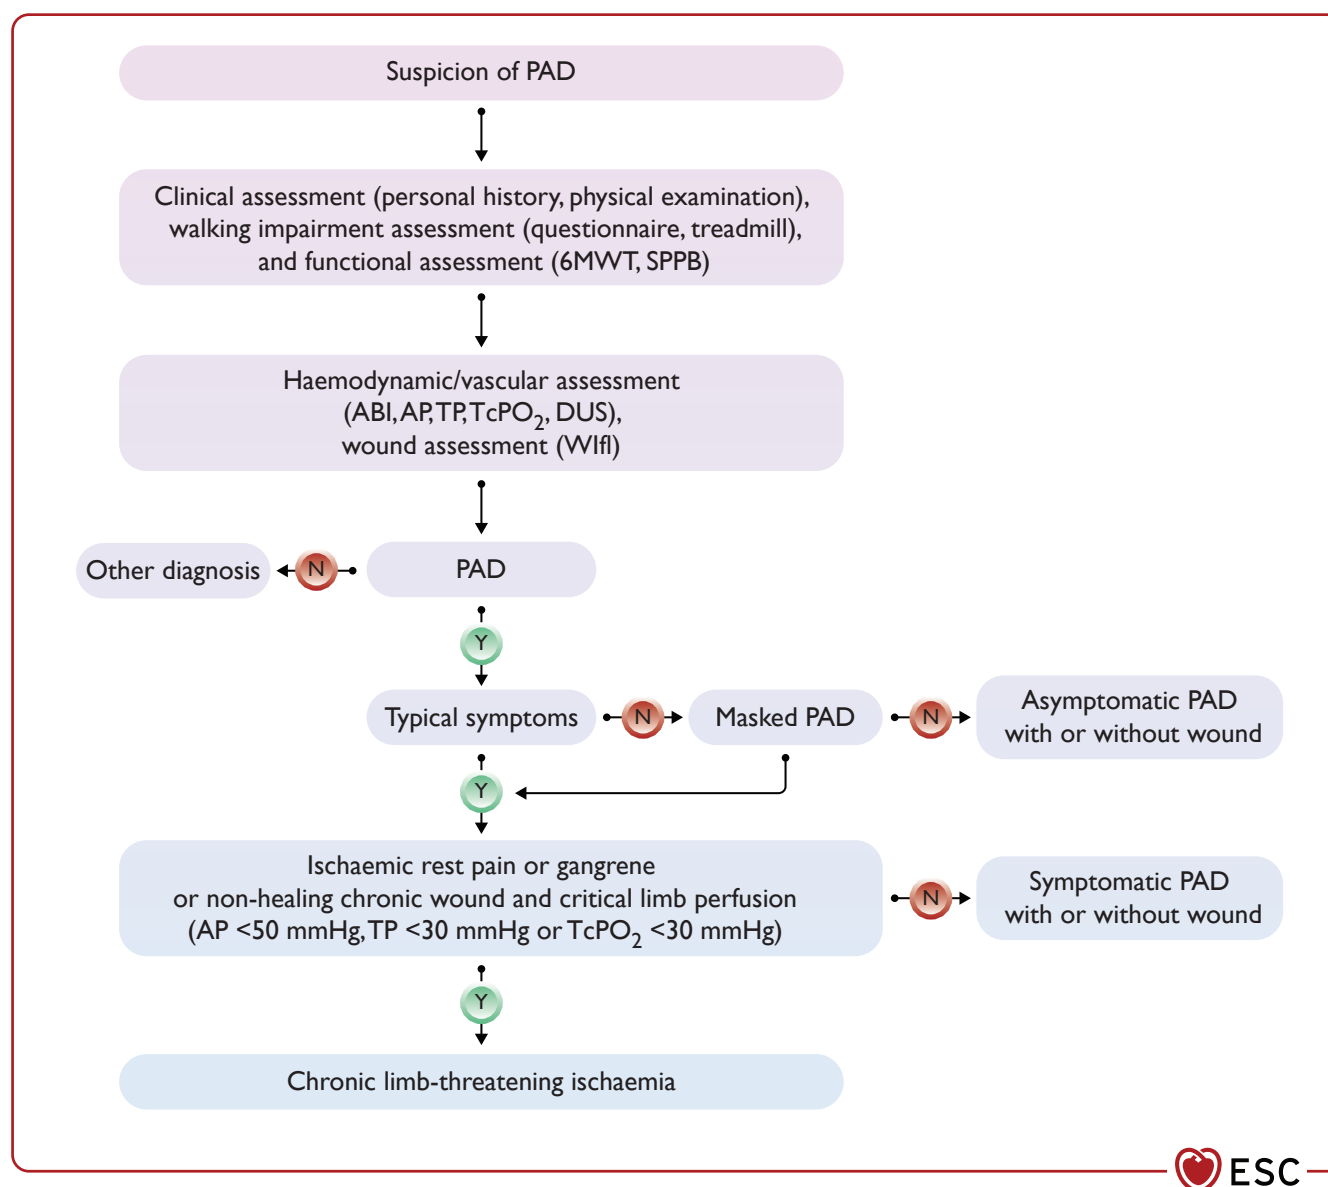 Suspicion of PAD
Clinical assessment (personal history, physical examination),
walking impairment assessment (questionnaire, treadmill),
and functional assessment (6MWT, SPPB)
Haemodynamic/vascular assessment
(ABI, AP, TP, TcPO2, DUS),
wound assessment (WIfI)
Other diagnosis
N
PAD
Y
Typical symptoms
N
Masked PAD
N
Asymptomatic PAD
with or without wound
Y
Ischaemic rest pain or gangrene
or non-healing chronic wound and critical limb perfusion
(AP <50 mmHg, TP <30 mmHg or TcPO2 <30 mmHg)
N
Symptomatic PAD
with or without wound
Y
Chronic limb-threatening ischaemia
ESC